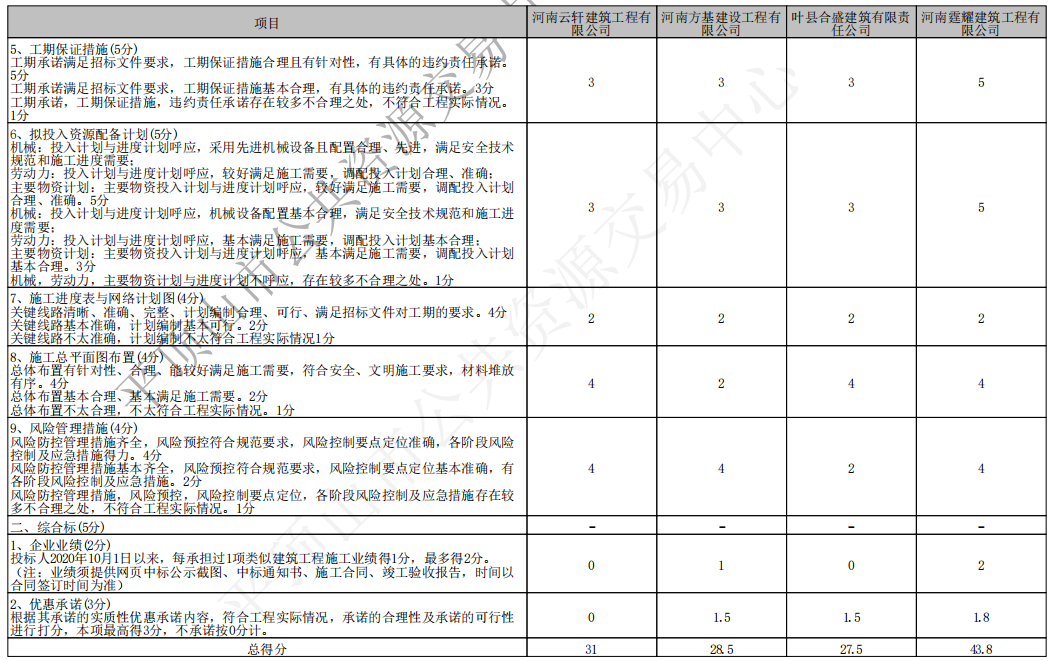 项目 河南云轩建筑工程有 河南方基建设工程有 叶县合盛建筑有限责 河南霆耀建筑工程有
限公司 限公司 任公司 限公司
5、工期保证措施(5分)
工期承诺满足招标文件要求，工期保证措施合理且有针对性，有具体的违约责任承诺。
5分
工期承诺满足招标文件要求，工期保证措施基本合理，有具体的违约责任承诺。3分
工期承诺，工期保证措施，违约责任承诺存在较多不合理之处，不符合工程实际情况。
1分
3 3 3 5
6、拟投入资源配备计划(5分)
机械：投入计划与进度计划呼应，采用先进机械设备且配置合理、先进，满足安全技术
规范和施工进度需要；
劳动力：投入计划与进度计划呼应，较好满足施工需要，调配投入计划合理、准确；
主要物资计划：主要物资投入计划与进度计划呼应，较好满足施工需要，调配投入计划
合理、准确。5分
机械：投入计划与进度计划呼应，机械设备配置基本合理，满足安全技术规范和施工进
度需要；
劳动力：投入计划与进度计划呼应，基本满足施工需要，调配投入计划基本合理；
主要物资计划：主要物资投入计划与进度计划呼应，基本满足施工需要，调配投入计划
基本合理。3分
机械，劳动力，主要物资计划与进度计划不呼应，存在较多不合理之处。1分
3 3 3 5
7、施工进度表与网络计划图(4分)
关键线路清晰、准确、完整、计划编制合理、可行、满足招标文件对工期的要求。4分
关键线路基本准确，计划编制基本可行。2分
关键线路不太准确，计划编制不太符合工程实际情况1分
2 2 2 2
8、施工总平面图布置(4分)
总体布置有针对性、合理、能较好满足施工需要，符合安全、文明施工要求，材料堆放
有序。4分
总体布置基本合理、基本满足施工需要。2分
总体布置不太合理，不太符合工程实际情况。1分
4 2 4 4
9、风险管理措施(4分)
风险防控管理措施齐全，风险预控符合规范要求，风险控制要点定位准确，各阶段风险
控制及应急措施得力。4分
风险防控管理措施基本齐全，风险预控符合规范要求，风险控制要点定位基本准确，有
各阶段风险控制及应急措施。2分
风险防控管理措施，风险预控，风险控制要点定位，各阶段风险控制及应急措施存在较
多不合理之处，不符合工程实际情况。1分
4 4 2 4
二、综合标(5分) - - - -
1、企业业绩(2分)
投标人2020年10月1日以来，每承担过1项类似建筑工程施工业绩得1分，最多得2分。
（注：业绩须提供网页中标公示截图、中标通知书、施工合同、竣工验收报告，时间以
合同签订时间为准）
0 1 0 2
2、优惠承诺(3分)
根据其承诺的实质性优惠承诺内容，符合工程实际情况，承诺的合理性及承诺的可行性
进行打分，本项最高得3分，不承诺按0分计。
0 1.5 1.5 1.8
总得分 31 28.5 27.5 43.8
平顶山市公共资源交易中心
平顶山市公共资源交易中心